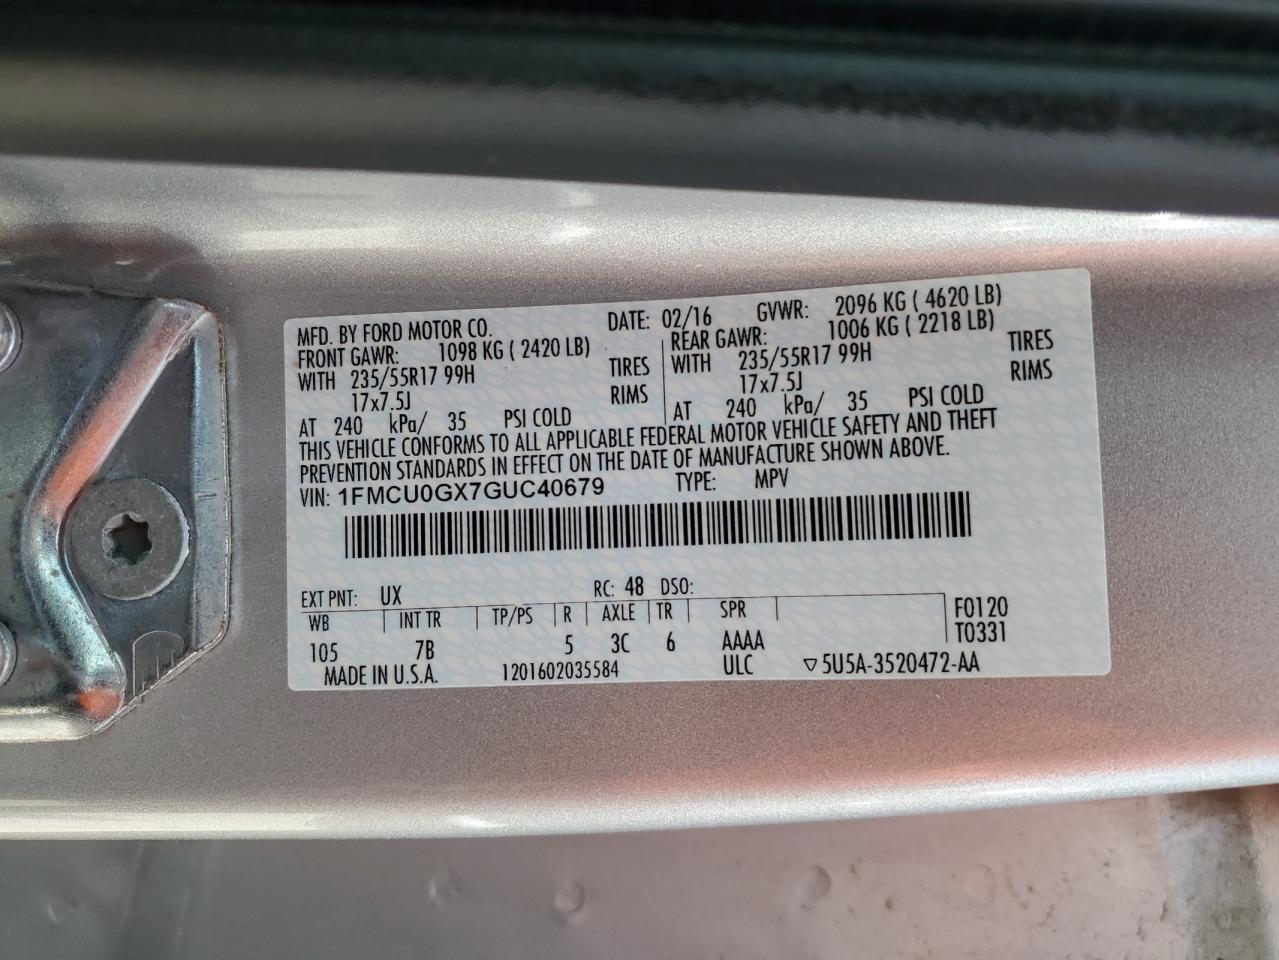 MFD. BY FORD MOTOR CO. DATE: 02/16 GVWR: 2096 KG ( 4620 LB)
FRONT GAWR: 1098 KG ( 2420 LB) REAR GAWR: 1006 KG ( 2218 LB)
WITH 235/55R17 99H TIRES WITH 235/55R17 99H TIRES
17x7.5J RIMS 17x7.5J RIMS
AT 240 kPa/ 35 PSI COLD AT 240 kPa/ 35 PSI COLD
THIS VEHICLE CONFORMS TO ALL APPLICABLE FEDERAL MOTOR VEHICLE SAFETY AND THEFT
PREVENTION STANDARDS IN EFFECT ON THE DATE OF MANUFACTURE SHOWN ABOVE.
VIN: 1FMCU0GX7GUC40679 TYPE: MPV
EXT PNT: UX RC: 48 DSO:
WB INT TR TP/PS R AXLE TR SPR F0120
105 7B 5 3C 6 AAAA T0331
MADE IN U.S.A. 1201602035584 ULC ▽5U5A-3520472-AA